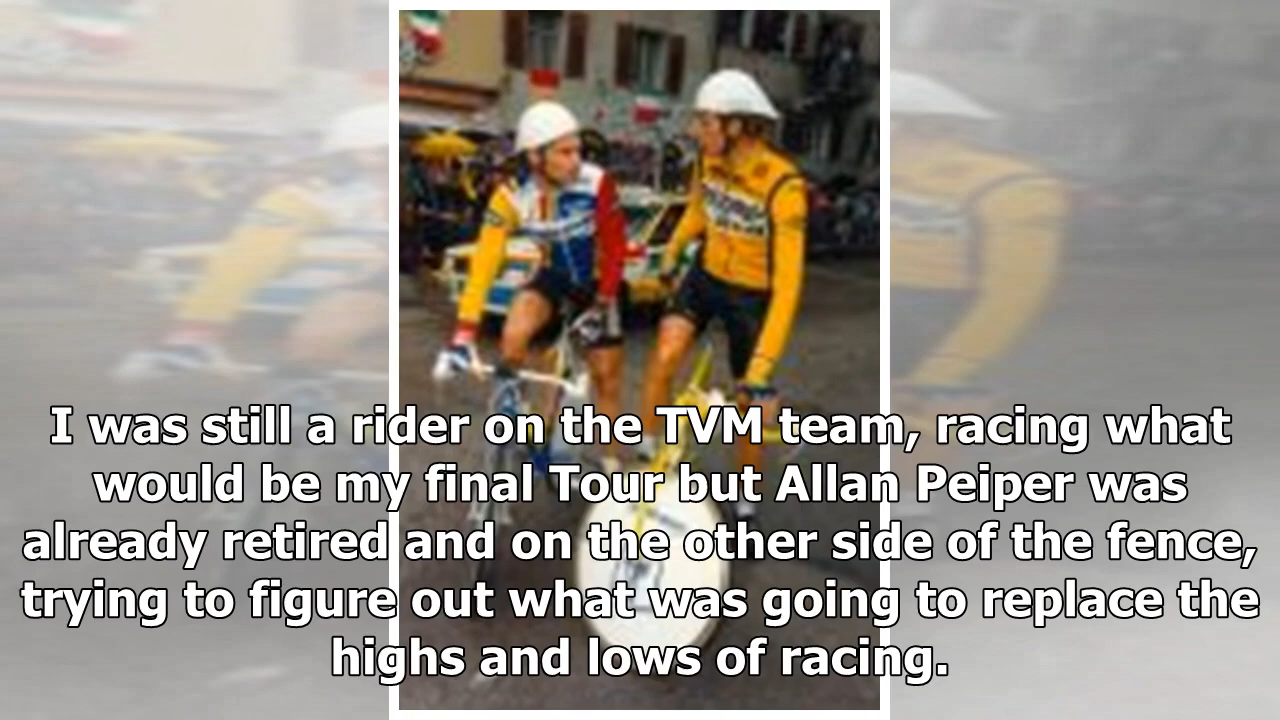 I was still a rider on the TVM team, racing what
would be my final Tour but Allan Peiper was
already retired and on the other side of the fence,
trying to figure out what was going to replace the
highs and lows of racing.